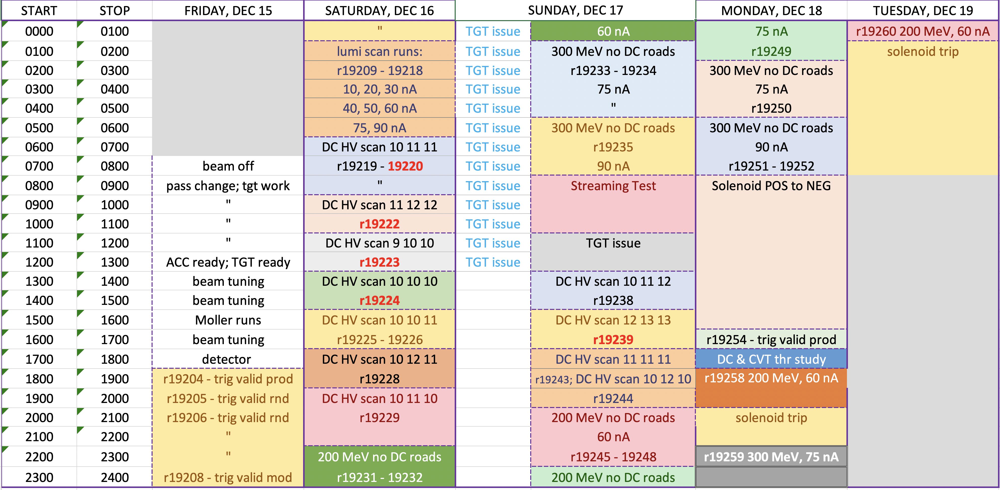 START STOP FRIDAY, DEC 15 SATURDAY, DEC 16 SUNDAY, DEC 17 MONDAY, DEC 18 TUESDAY, DEC 19
0000 0100 " TGT issue 60 nA 75 nA r19260 200 MeV, 60 nA
0100 0200 lumi scan runs: TGT issue 300 MeV no DC roads r19249 solenoid trip
0200 0300 r19209 - 19218 TGT issue r19233 - 19234 300 MeV no DC roads
0300 0400 10, 20, 30 nA TGT issue 75 nA 75 nA
0400 0500 40, 50, 60 nA TGT issue " r19250
0500 0600 75, 90 nA TGT issue 300 MeV no DC roads 300 MeV no DC roads
0600 0700 DC HV scan 10 11 11 TGT issue r19235 90 nA
0700 0800 beam off r19219 - 19220 TGT issue 90 nA r19251 - 19252
0800 0900 pass change; tgt work " TGT issue Streaming Test Solenoid POS to NEG
0900 1000 " DC HV scan 11 12 12 TGT issue
1000 1100 " r19222 TGT issue
1100 1200 " DC HV scan 9 10 10 TGT issue TGT issue
1200 1300 ACC ready; TGT ready r19223 TGT issue
1300 1400 beam tuning DC HV scan 10 10 10 DC HV scan 10 11 12
1400 1500 beam tuning r19224 r19238
1500 1600 Moller runs DC HV scan 10 10 11 DC HV scan 12 13 13
1600 1700 beam tuning r19225 - 19226 r19239 r19254 - trig valid prod
1700 1800 detector DC HV scan 10 12 11 DC HV scan 11 11 11 DC & CVT thr study
1800 1900 r19204 - trig valid prod r19228 r19243; DC HV scan 10 12 10 r19258 200 MeV, 60 nA
1900 2000 r19205 - trig valid rnd DC HV scan 10 11 10 r19244
2000 2100 r19206 - trig valid rnd r19229 200 MeV no DC roads solenoid trip
2100 2200 " 60 nA
2200 2300 " 200 MeV no DC roads r19245 - 19248 r19259 300 MeV, 75 nA
2300 2400 r19208 - trig valid mod r19231 - 19232 200 MeV no DC roads